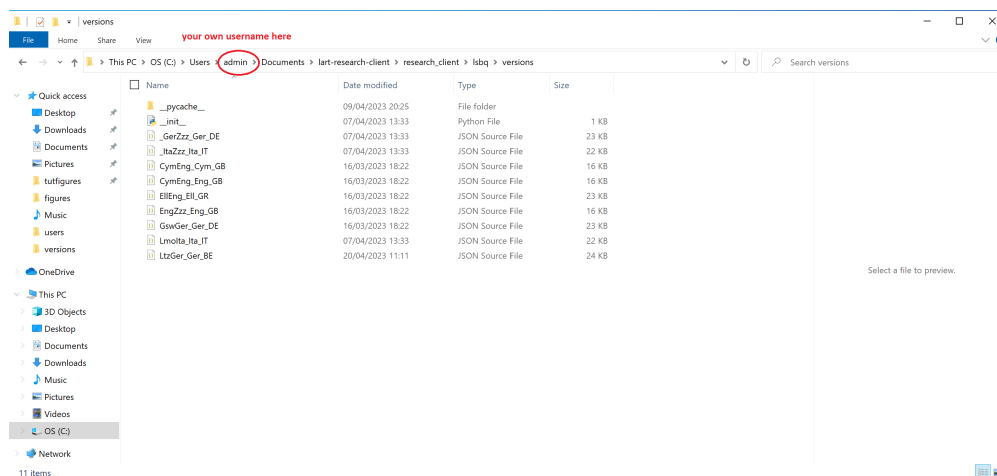 versions
File Home Share View your own username here
This PC > OS (C:) > Users > admin > Documents > lart-research-client > research_client > lsbq > versions Search versions
Name Date modified Type Size
Quick access
Desktop
Downloads
Documents
Pictures
tutfigures
figures
Music
users
versions
OneDrive
This PC
3D Objects
Desktop
Documents
Downloads
Music
Pictures
Videos
OS (C:)
Network
__pycache__ 09/04/2023 20:25 File folder
__init__ 07/04/2023 13:33 Python File 1 KB
_GerZzz_Ger_DE 07/04/2023 13:33 JSON Source File 23 KB
_ItaZzz_Ita_IT 07/04/2023 13:33 JSON Source File 22 KB
CymEng_Cym_GB 16/03/2023 18:22 JSON Source File 16 KB
CymEng_Eng_GB 16/03/2023 18:22 JSON Source File 16 KB
EllEng_Ell_GR 16/03/2023 18:22 JSON Source File 23 KB
EngZzz_Eng_GB 16/03/2023 18:22 JSON Source File 16 KB
GswGer_Ger_DE 16/03/2023 18:22 JSON Source File 23 KB
LmoIta_Ita_IT 07/04/2023 13:33 JSON Source File 22 KB
LtzGer_Ger_BE 20/04/2023 11:11 JSON Source File 24 KB
Select a file to preview.
11 items